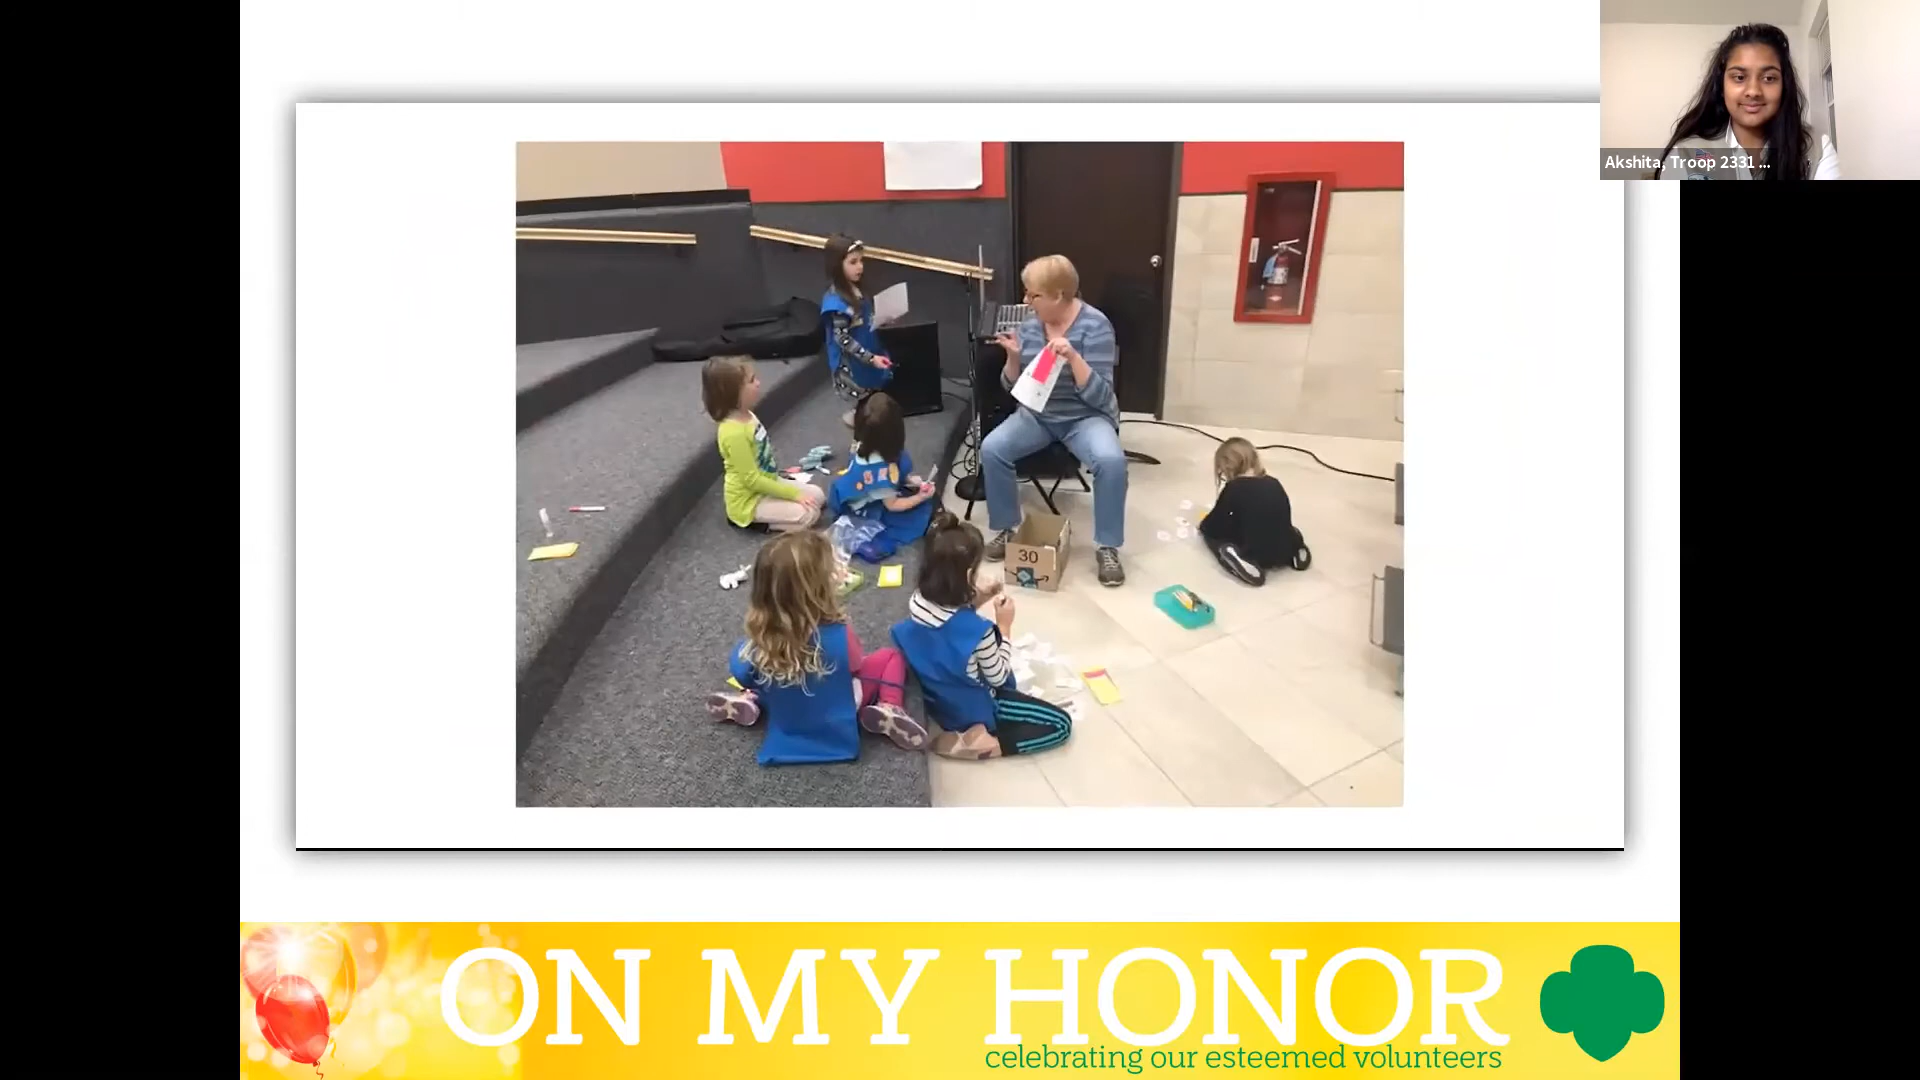 Akshita, Troop 2331 ...
30
ON MY HONOR
celebrating our esteemed volunteers